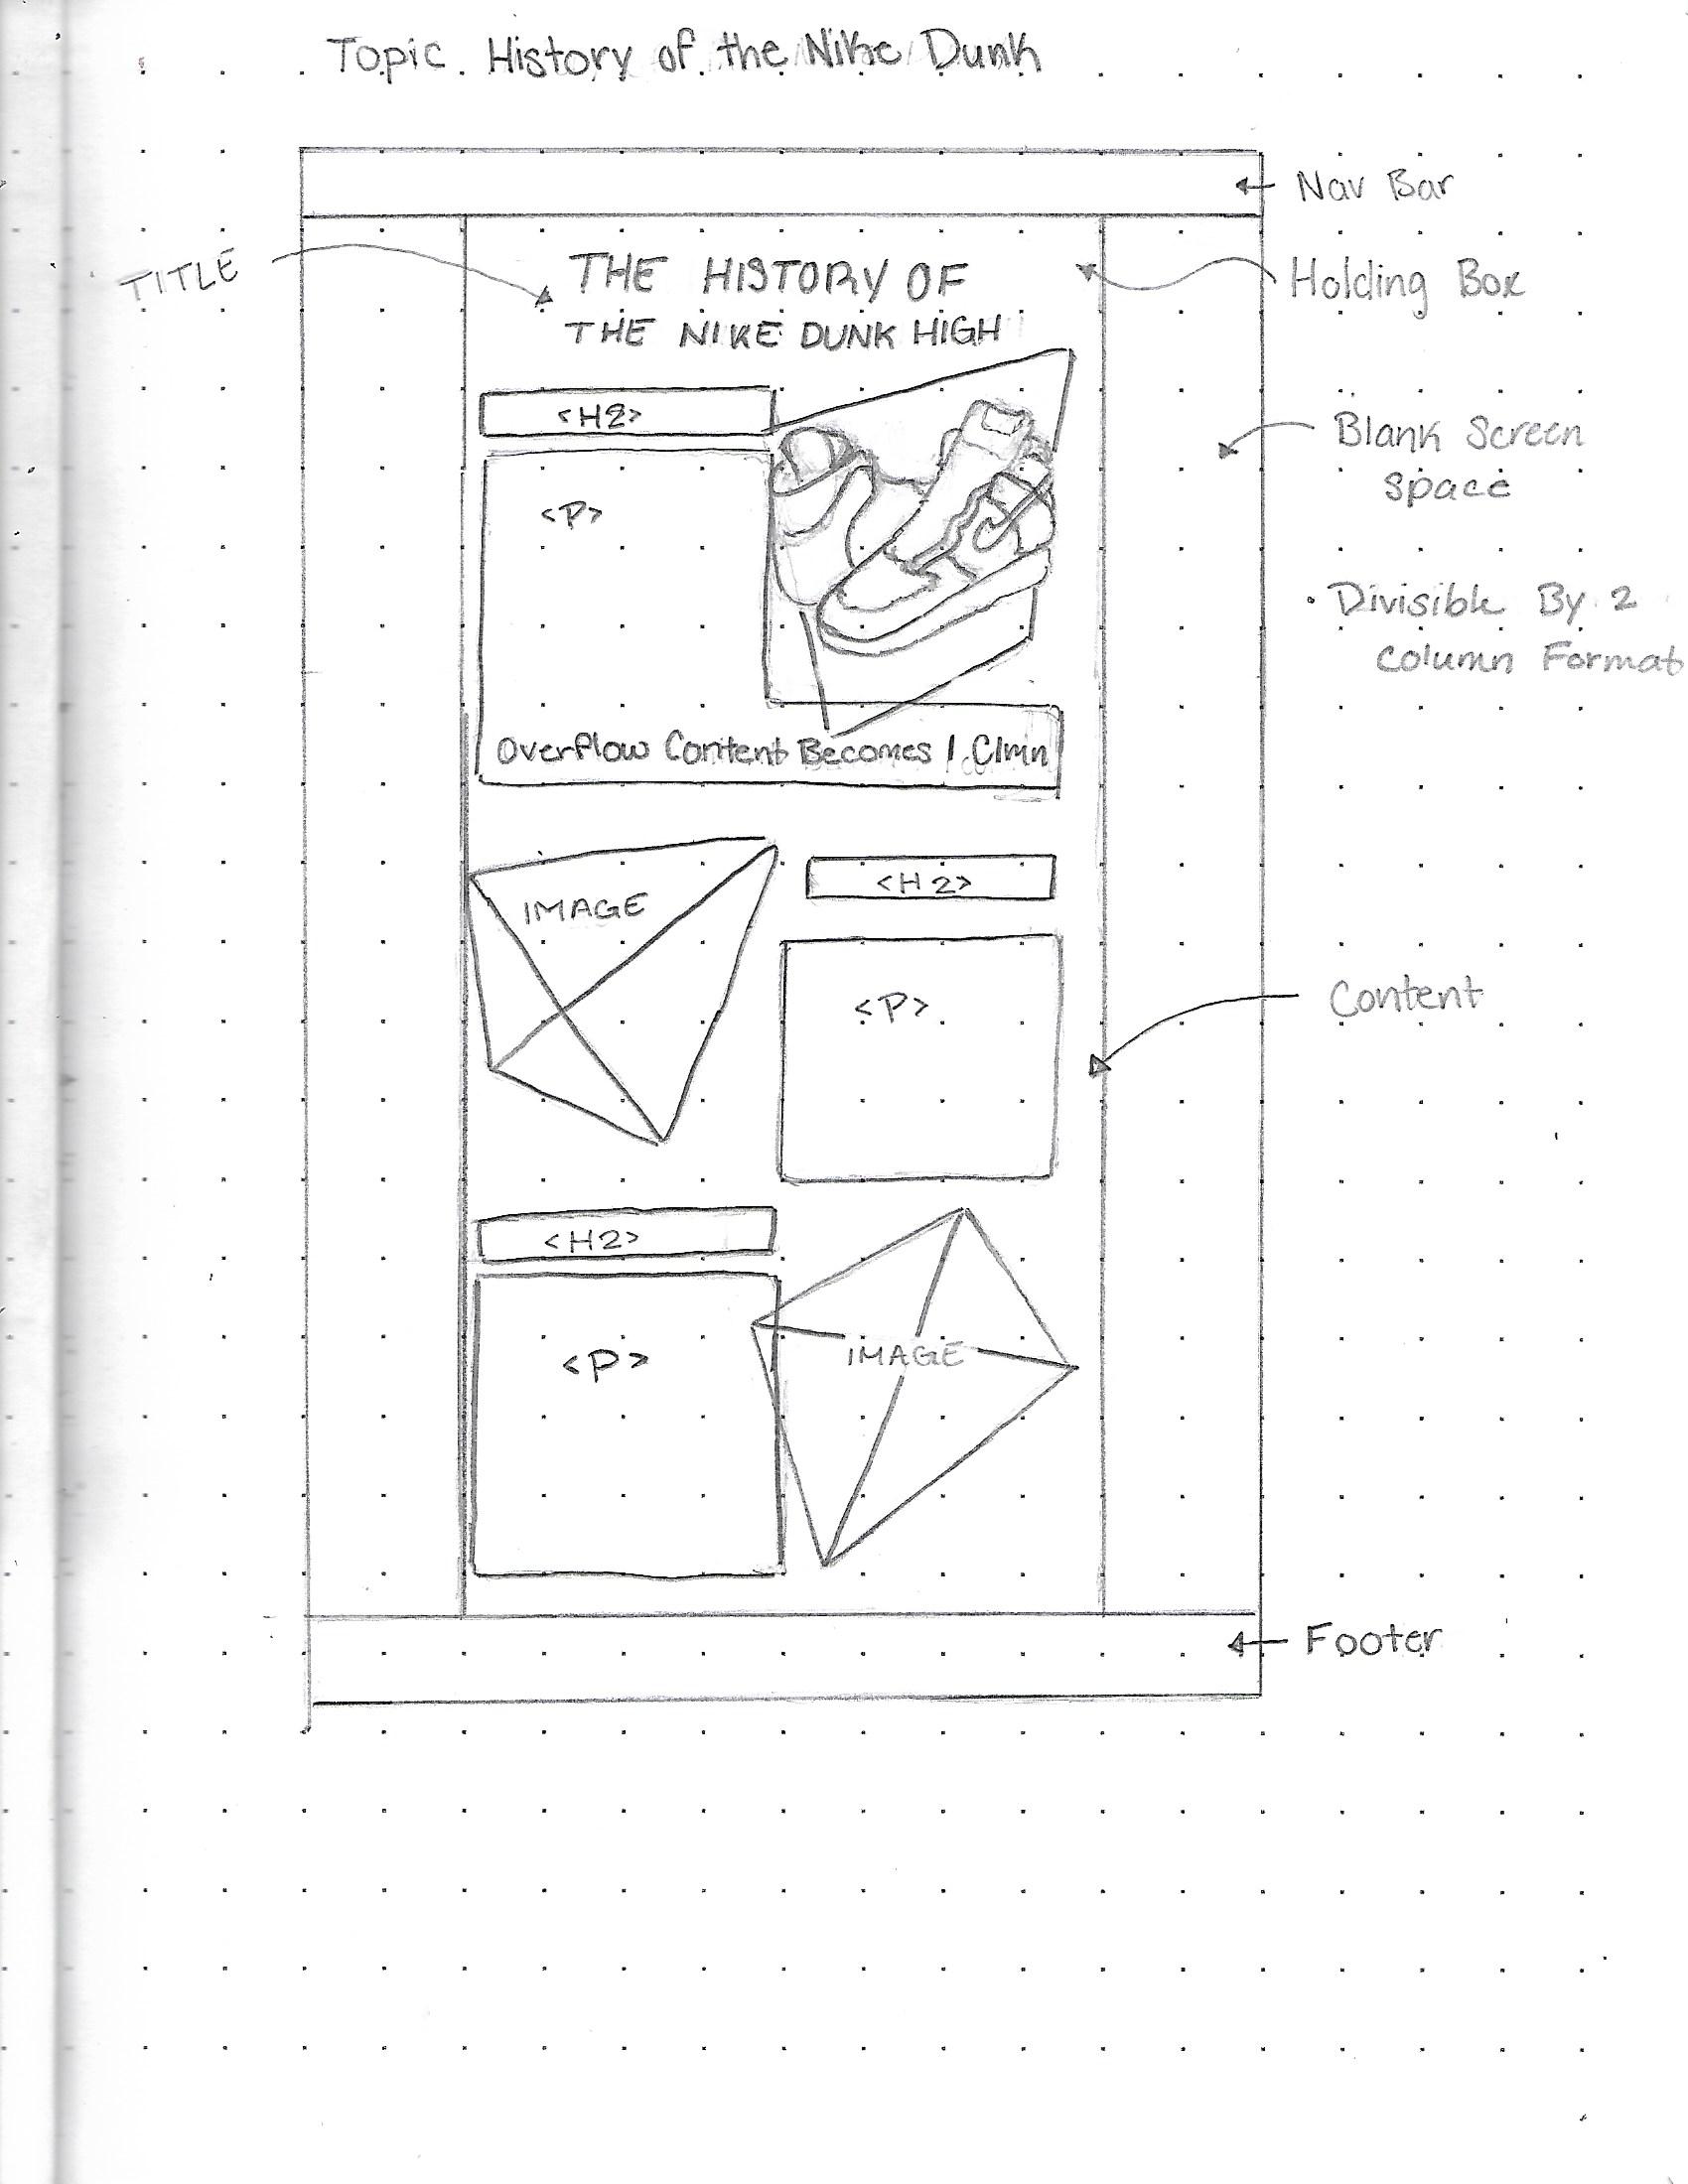 Topic. History of the Nike Dunk
Nav Bar
TITLE
THE HISTORY OF
THE NIKE DUNK HIGH
Holding Box
<H2>
Blank Screen
Space
<P>
• Divisible By 2
Column Format
Overflow Content Becomes 1 Clmn
IMAGE
<H2>
<P>
Content
<H2>
<P>
IMAGE
Footer